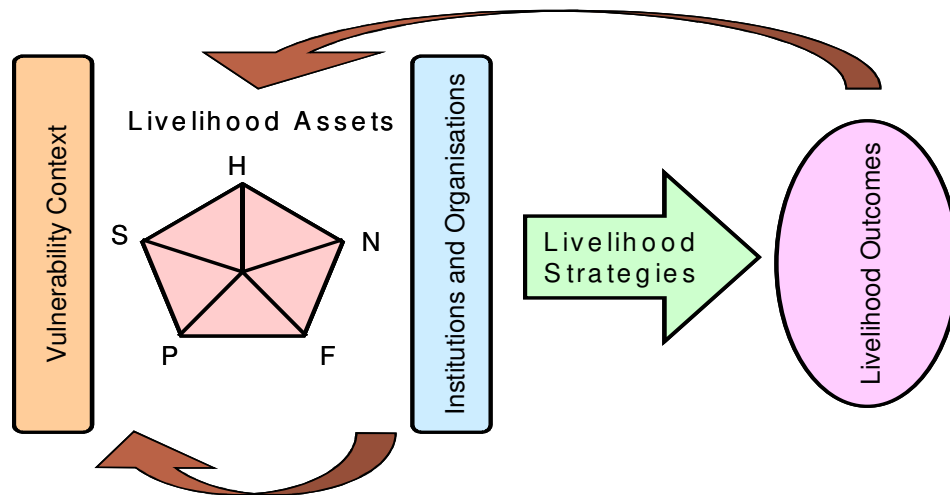 Vulnerability Context
Livelihood Assets
H
S
N
P
F
Institutions and Organisations
Livelihood
Strategies
Livelihood Outcomes